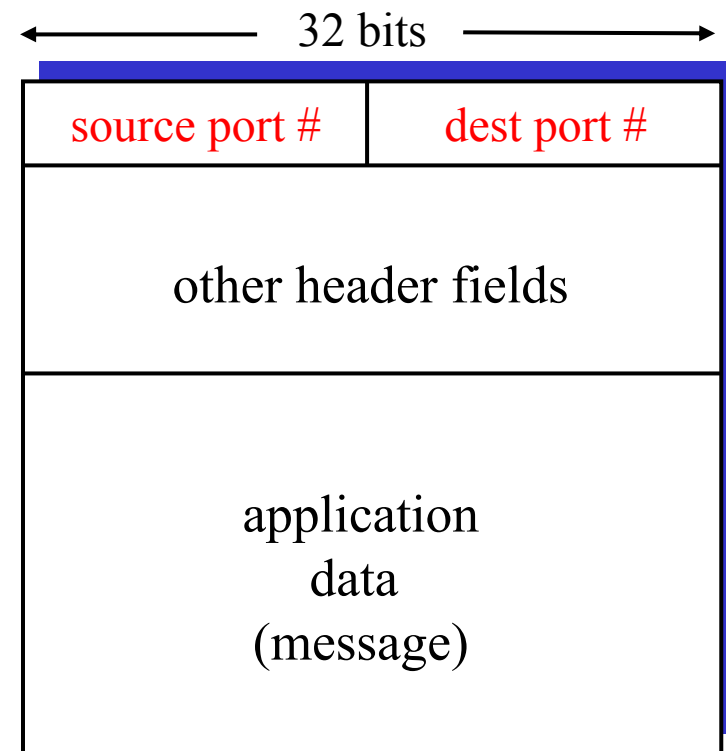 32 bits
source port # dest port #
other header fields
application
data
(message)